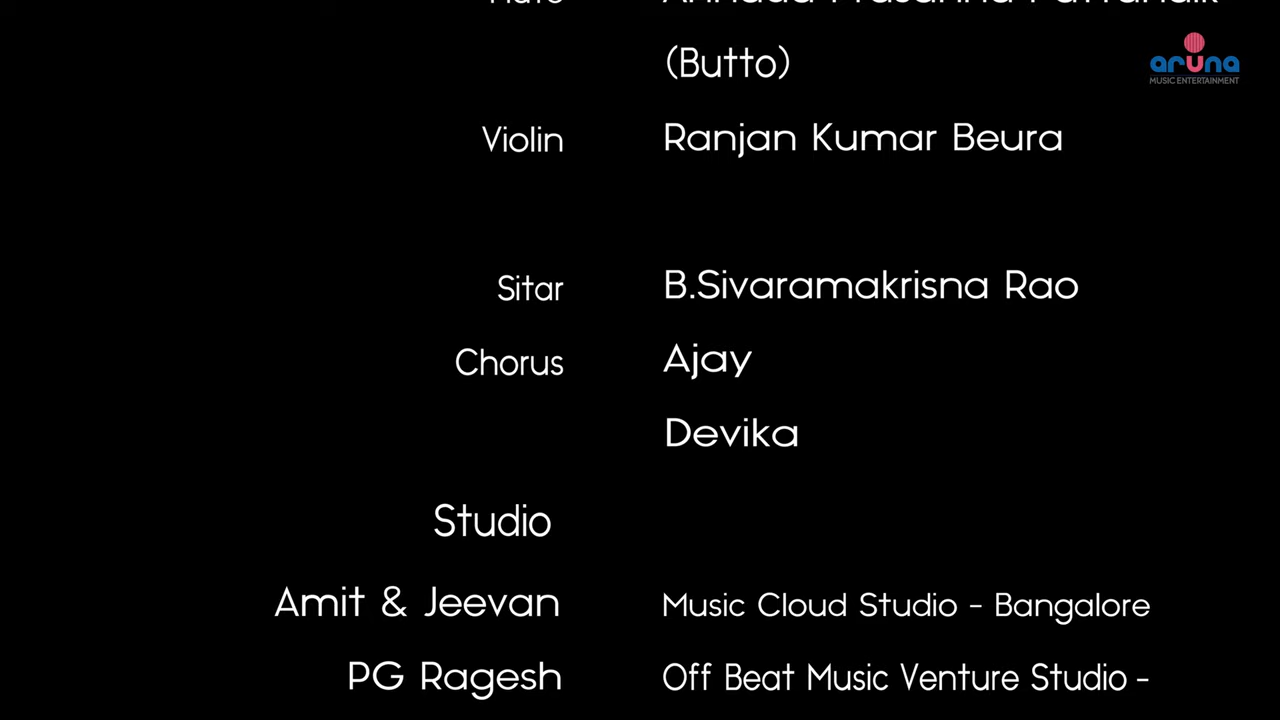 (Butto)
aruna
MUSIC ENTERTAINMENT
Violin Ranjan Kumar Beura
Sitar B.Sivaramakrisna Rao
Chorus Ajay
Devika
Studio
Amit & Jeevan Music Cloud Studio - Bangalore
PG Ragesh Off Beat Music Venture Studio -